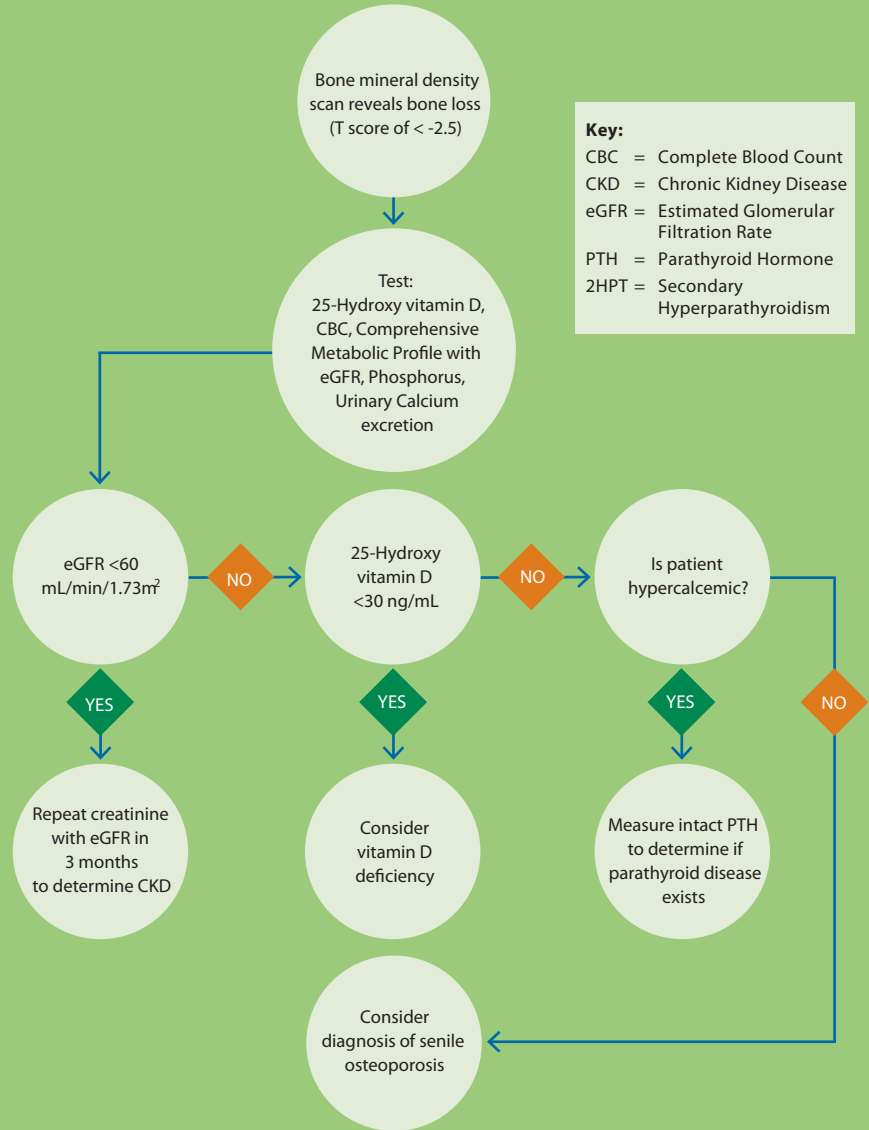 Bone mineral density
scan reveals bone loss
(T score of < -2.5)
Key:
CBC = Complete Blood Count
CKD = Chronic Kidney Disease
eGFR = Estimated Glomerular
Filtration Rate
PTH = Parathyroid Hormone
2HPT = Secondary
Hyperparathyroidism
Test:
25-Hydroxy vitamin D,
CBC, Comprehensive
Metabolic Profile with
eGFR, Phosphorus,
Urinary Calcium
excretion
eGFR <60
mL/min/1.73m²
NO
25-Hydroxy
vitamin D
<30 ng/mL
NO
Is patient
hypercalcemic?
YES
YES
YES
NO
Repeat creatinine
with eGFR in
3 months
to determine CKD
Consider
vitamin D
deficiency
Measure intact PTH
to determine if
parathyroid disease
exists
Consider
diagnosis of senile
osteoporosis